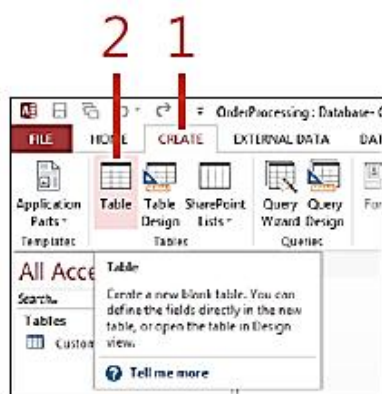 2 1
OrderProcessing : Database- 
FILE HOME CREATE EXTERNAL DATA DAT
Application Parts
Table
Table Design
SharePoint Lists
Query Wizard
Query Design
For
Templates Tables Queries
All Acce
Search..
Tables
Custom
Table
Create a new blank table. You can
define the fields directly in the new
table, or open the table in Design
view.
Tell me more